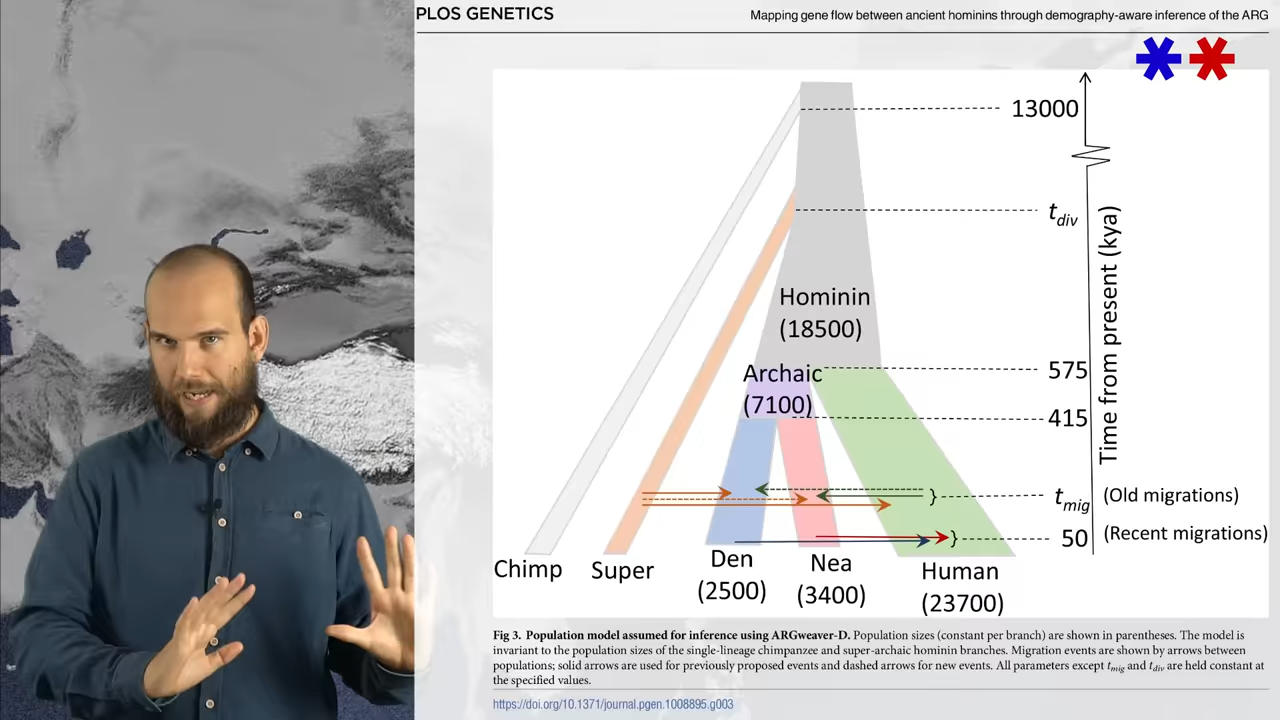 PLOS GENETICS
Mapping gene flow between ancient hominins through demography-aware inference of the ARG
13000
t_div
Hominin
(18500)
Archaic
(7100)
575
415
Time from present (kya)
t_mig (Old migrations)
50 (Recent migrations)
Chimp
Super
Den
(2500)
Nea
(3400)
Human
(23700)
Fig 3. Population model assumed for inference using ARGweaver-D. Population sizes (constant per branch) are shown in parentheses. The model is
invariant to the population sizes of the single-lineage chimpanzee and super-archaic hominin branches. Migration events are shown by arrows between
populations; solid arrows are used for previously proposed events and dashed arrows for new events. All parameters except t_mig and t_div are held constant at
the specified values.
https://doi.org/10.1371/journal.pgen.1008895.g003